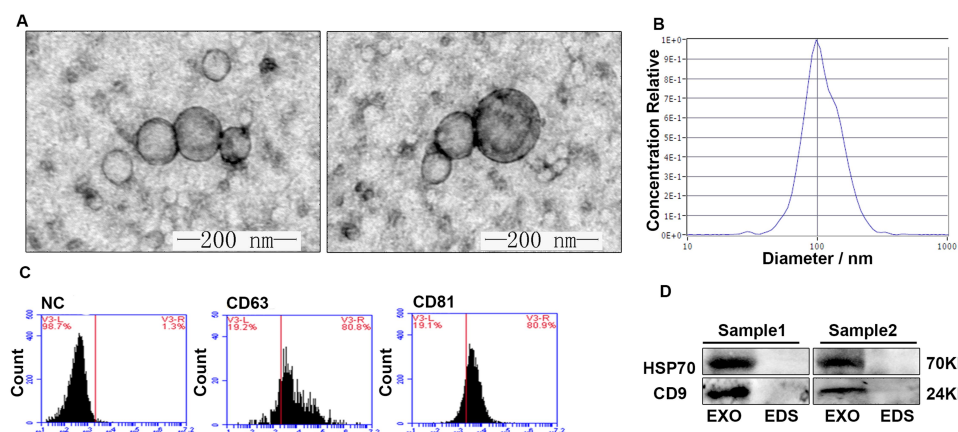 A
200 nm
200 nm
B
Concentration Relative
1E+0
9E-1
8E-1
7E-1
6E-1
5E-1
4E-1
3E-1
2E-1
1E-1
0E+0
10
100
1000
Diameter / nm
C
NC
V3-L
98.7%
V3-R
1.3%
Count
CD63
V3-L
19.2%
V3-R
80.8%
Count
CD81
V3-L
19.1%
V3-R
80.9%
Count
D
Sample1
Sample2
HSP70
70K
CD9
24K
EXO
EDS
EXO
EDS